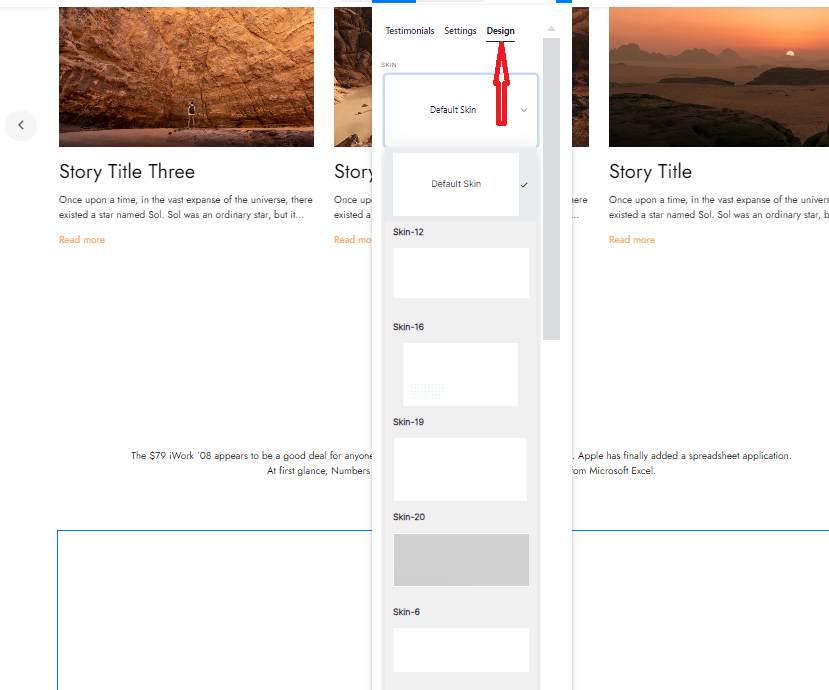 Testimonials Settings Design
SKIN
Default Skin
Default Skin
Skin-12
Skin-16
Skin-19
Skin-20
Skin-6
Story Title Three
Once upon a time, in the vast expanse of the universe, there
existed a star named Sol. Sol was an ordinary star, but it...
Read more
Story
Once up
existed a
Read mo
ere
...
Story Title
Once upon a time, in the vast expanse of the univers
existed a star named Sol. Sol was an ordinary star, b
Read more
The $79 iWork '08 appears to be a good deal for anyone
. Apple has finally added a spreadsheet application.
At first glance, Numbers
om Microsoft Excel.